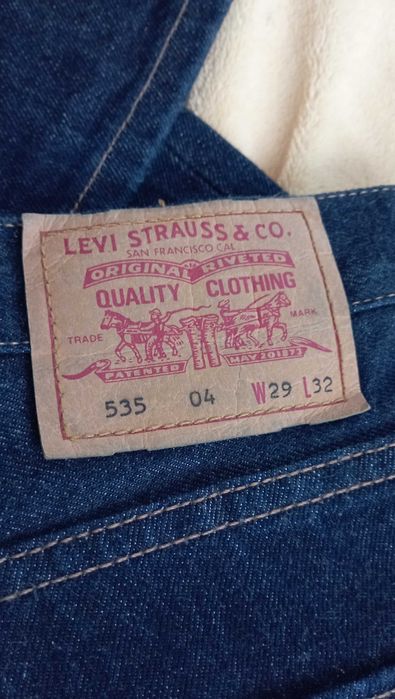 LEVI STRAUSS & CO.
SAN FRANCISCO CAL
ORIGINAL RIVETED
QUALITY CLOTHING
TRADE MARK
PATENTED MAY 20 1873
535 04 W29 L32